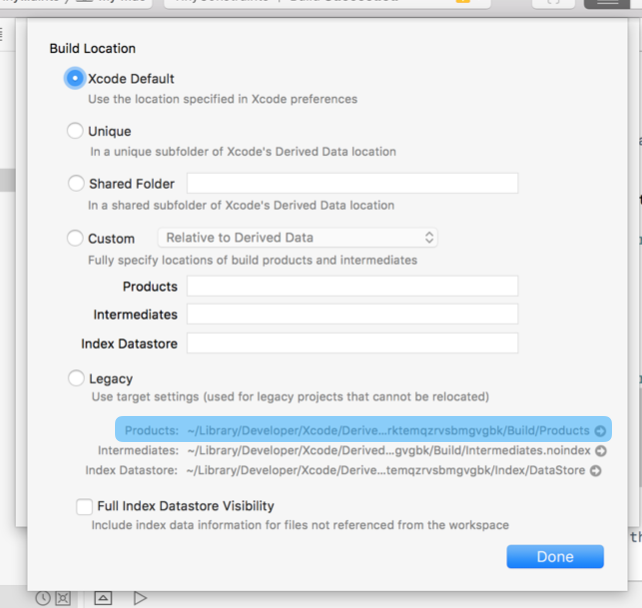 Build Location
Xcode Default
Use the location specified in Xcode preferences
Unique
In a unique subfolder of Xcode's Derived Data location
Shared Folder
In a shared subfolder of Xcode's Derived Data location
Custom Relative to Derived Data
Fully specify locations of build products and intermediates
Products
Intermediates
Index Datastore
Legacy
Use target settings (used for legacy projects that cannot be relocated)
Products: ~/Library/Developer/Xcode/Derive...rktemqzrvsbmgvgbk/Build/Products
Intermediates: ~/Library/Developer/Xcode/Derive...gvgbk/Build/Intermediates.noindex
Index Datastore: ~/Library/Developer/Xcode/Derive...temqzrvsbmgvgbk/Index/DataStore
Full Index Datastore Visibility
Include index data information for files not referenced from the workspace
Done